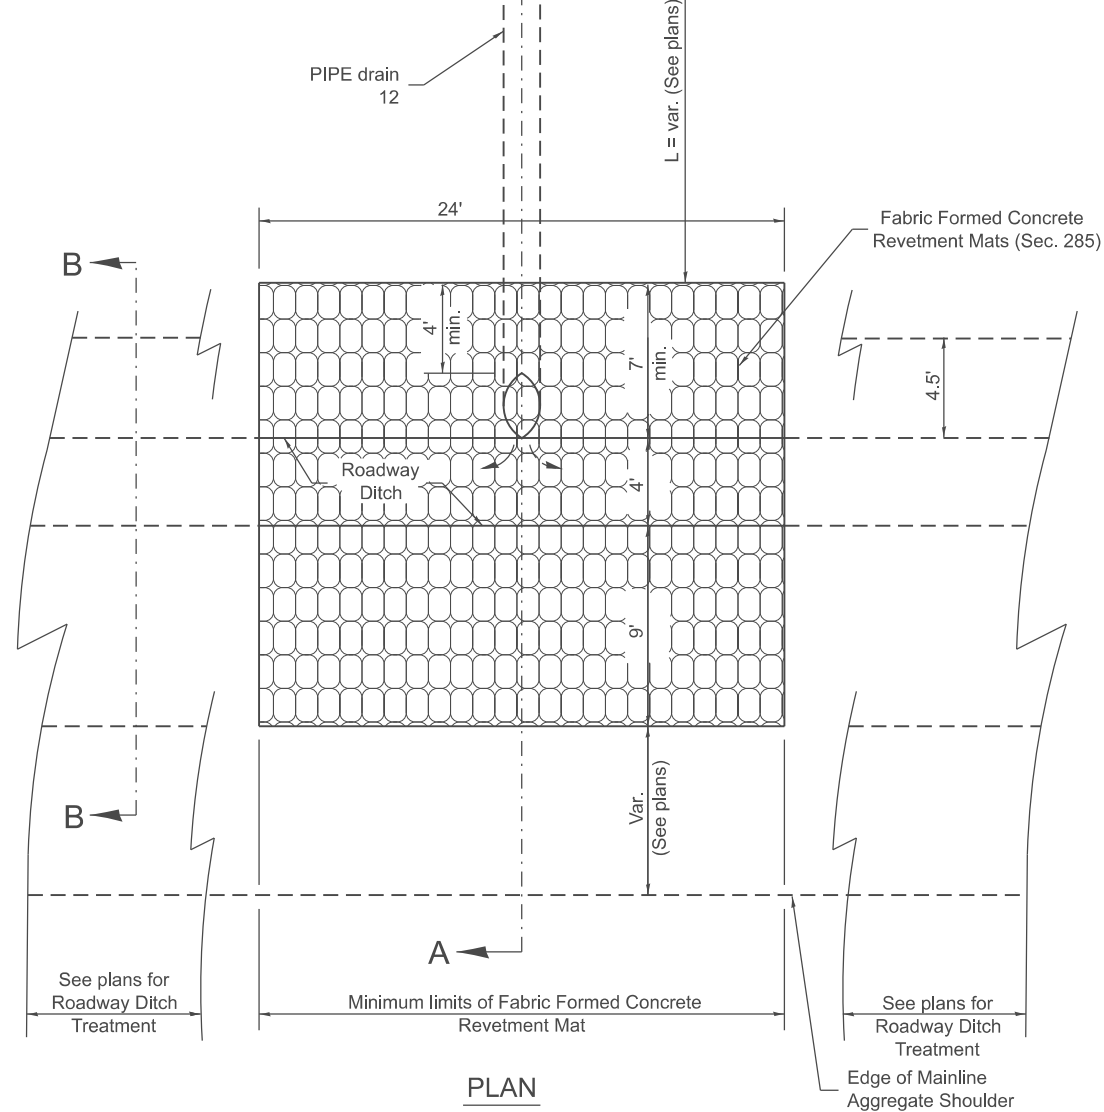 L = var. (See plans)
PIPE drain
12
24'
Fabric Formed Concrete
Revetment Mats (Sec. 285)
B
4'
min.
7'
min.
4.5'
Roadway
Ditch
4'
9'
B
Var.
(See plans)
A
See plans for
Roadway Ditch
Treatment
Minimum limits of Fabric Formed Concrete
Revetment Mat
See plans for
Roadway Ditch
Treatment
PLAN
Edge of Mainline
Aggregate Shoulder